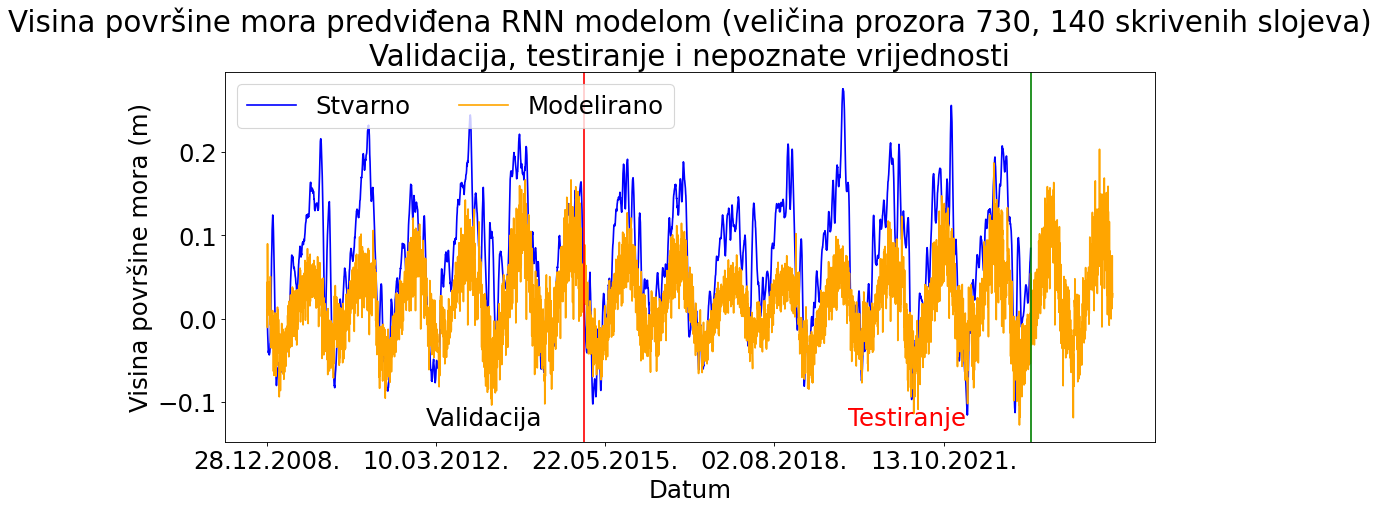 Visina površine mora predviđena RNN modelom (veličina prozora 730, 140 skrivenih slojeva)
Validacija, testiranje i nepoznate vrijednosti
Stvarno
Modelirano
Visina površine mora (m)
0.2
0.1
0.0
−0.1
Validacija
Testiranje
28.12.2008.
10.03.2012.
22.05.2015.
02.08.2018.
13.10.2021.
Datum